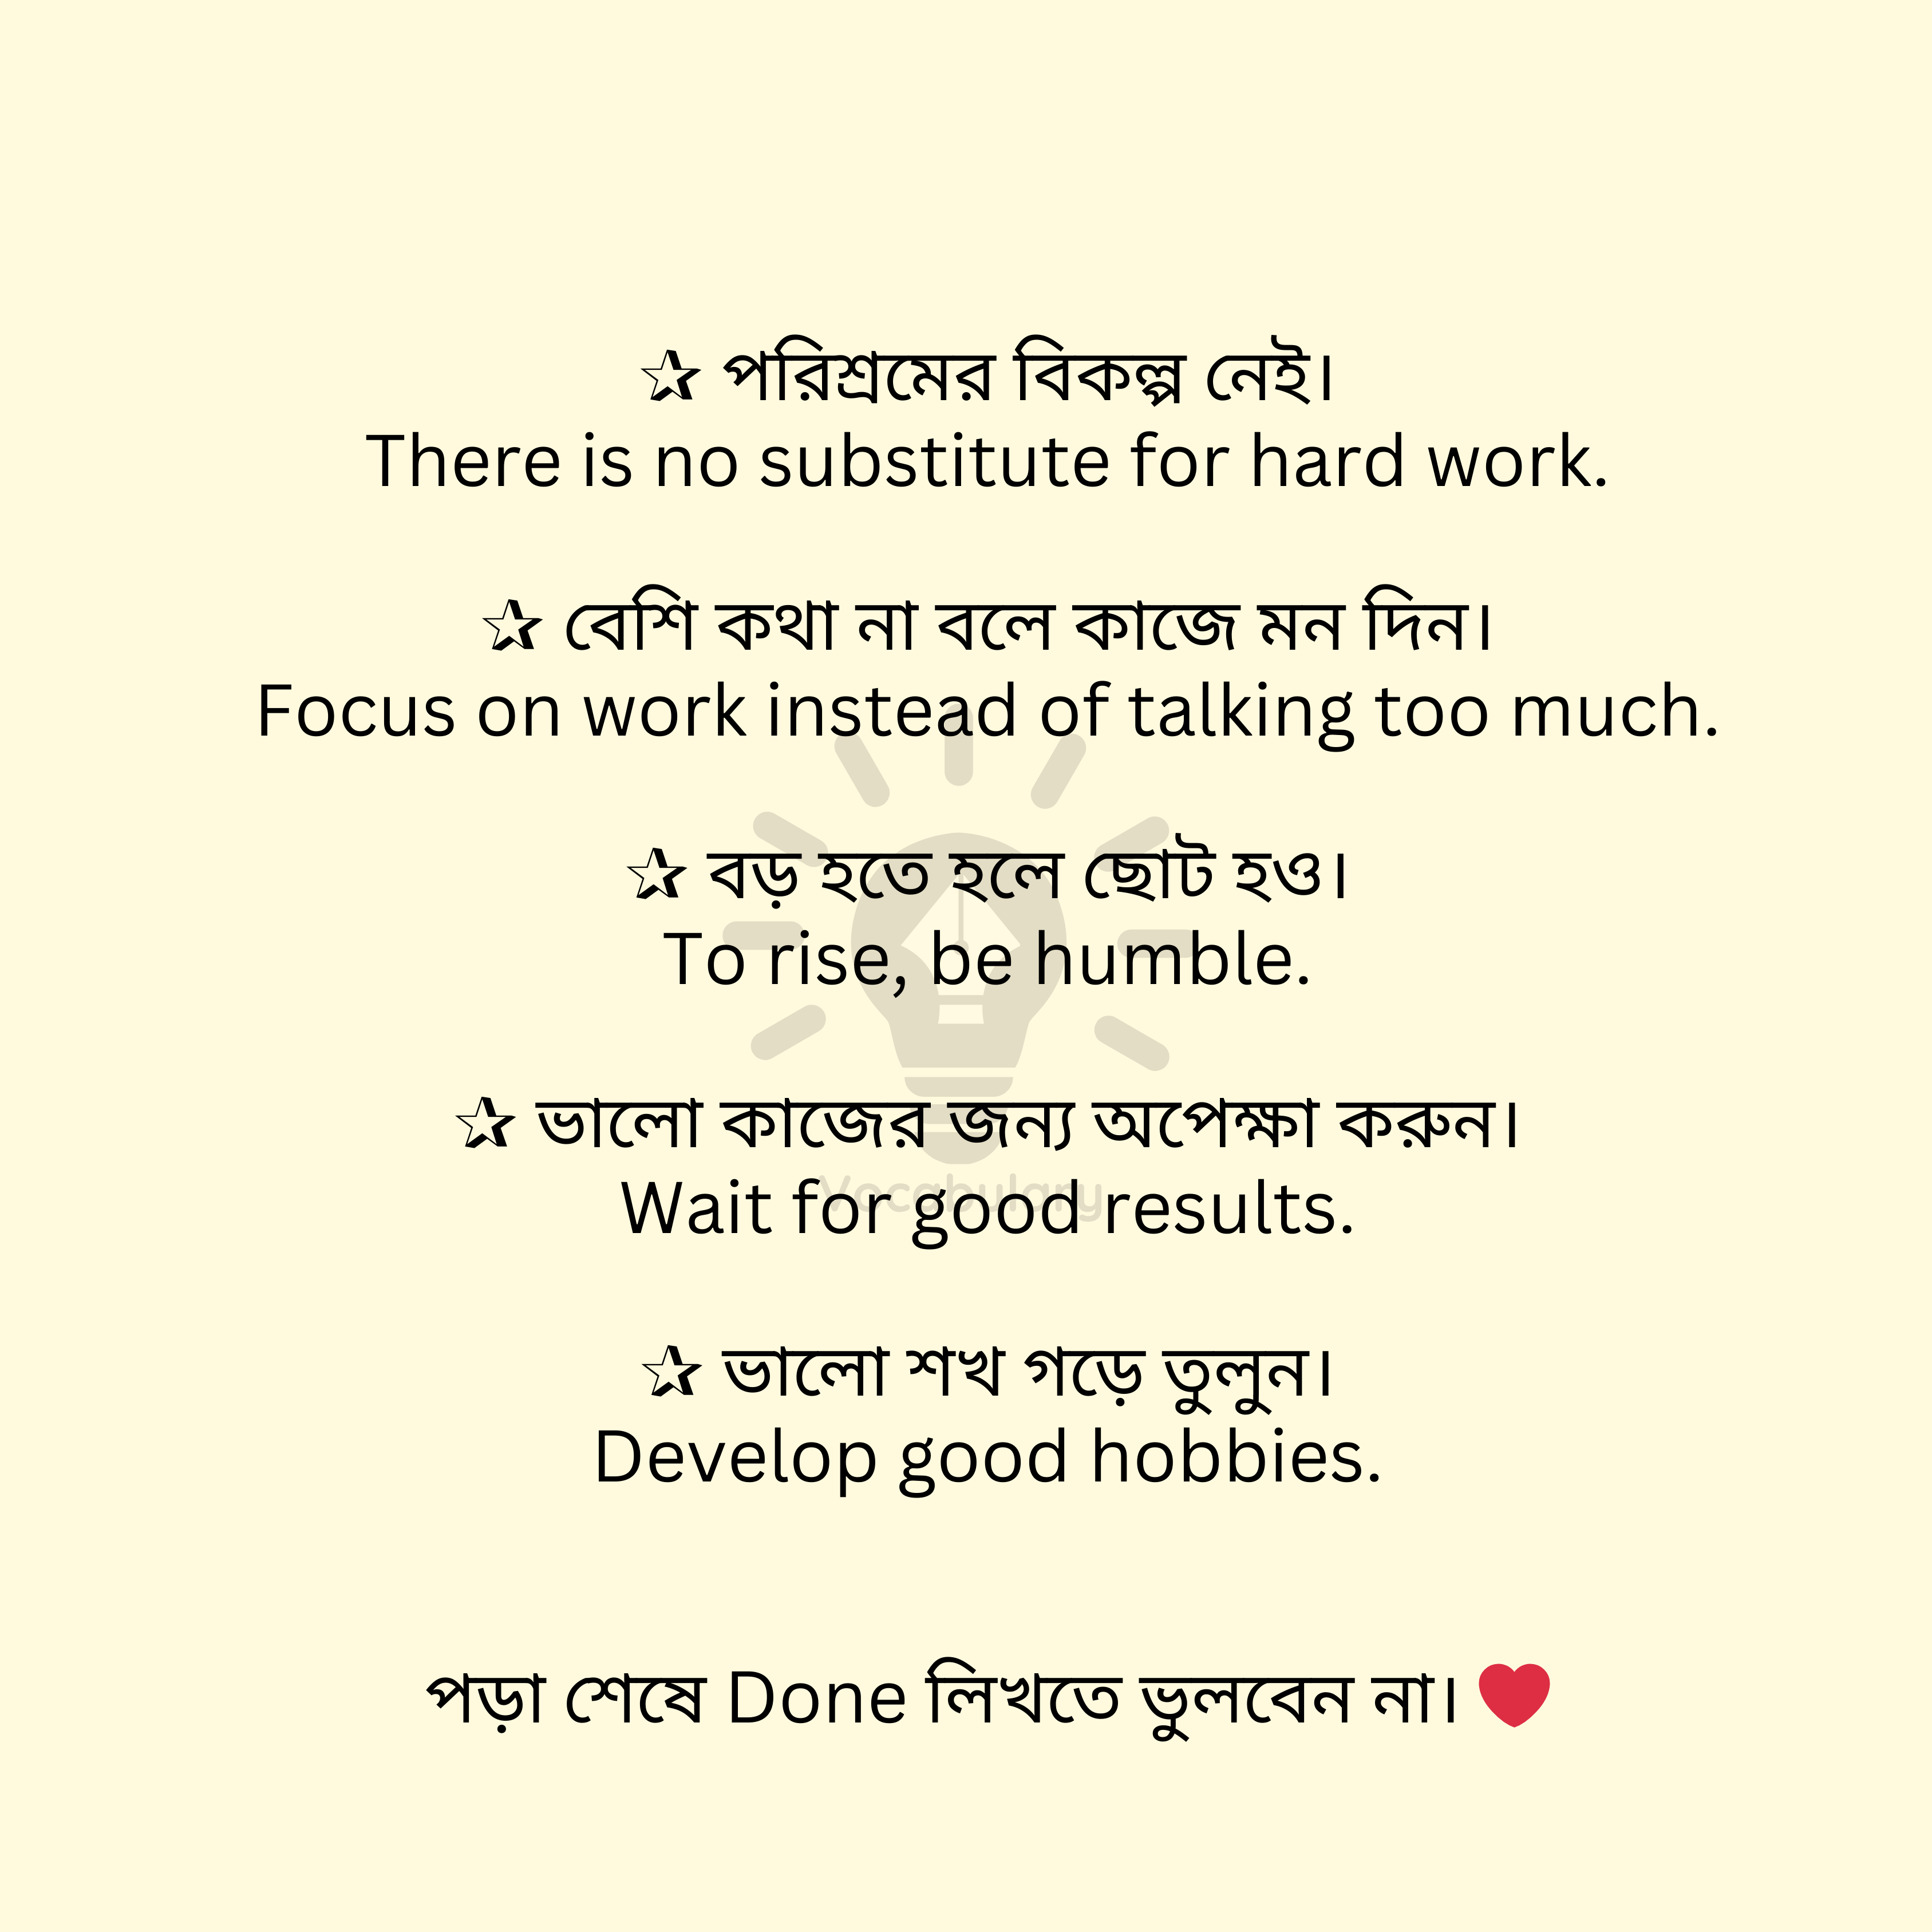 ✰ পরিশ্রমের বিকল্প নেই।
There is no substitute for hard work.
✰ বেশি কথা না বলে কাজে মন দিন।
Focus on work instead of talking too much.
✰ বড় হতে হলে ছোট হও।
To rise, be humble.
✰ ভালো কাজের জন্য অপেক্ষা করুন।
Vocabulary
Wait for good results.
✰ ভালো শখ গড়ে তুলুন।
Develop good hobbies.
পড়া শেষে Done লিখতে ভুলবেন না। ❤️